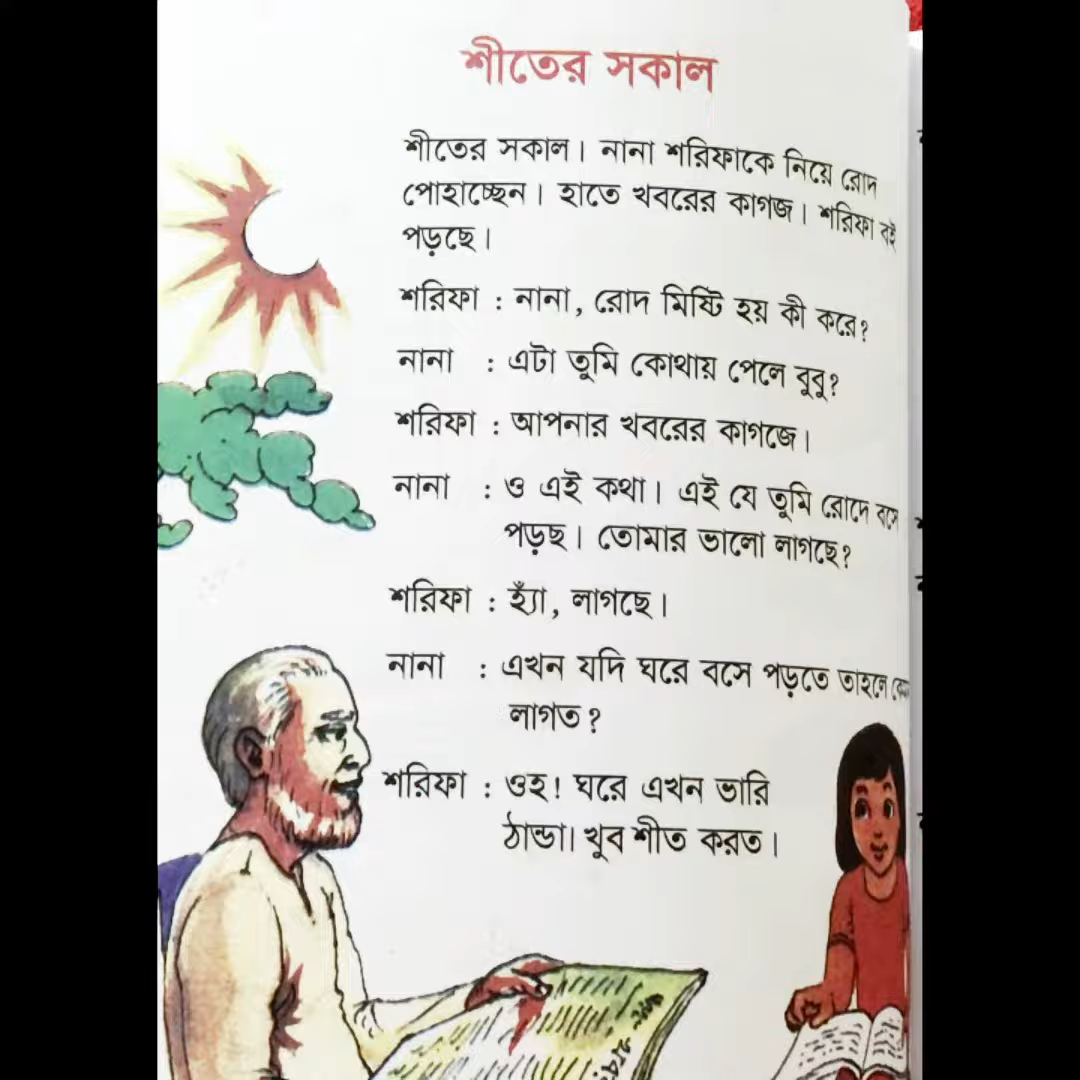 শীতের সকাল
শীতের সকাল। নানা শরিফাকে নিয়ে রোদ
পোহাচ্ছেন। হাতে খবরের কাগজ। শরিফা বই
পড়ছে।
শরিফা : নানা, রোদ মিষ্টি হয় কী করে?
নানা : এটা তুমি কোথায় পেলে বুবু?
শরিফা : আপনার খবরের কাগজে।
নানা : ও এই কথা। এই যে তুমি রোদে বসে
পড়ছ। তোমার ভালো লাগছে?
শরিফা : হ্যাঁ, লাগছে।
নানা : এখন যদি ঘরে বসে পড়তে তাহলে
লাগত ?
শরিফা : ওহ! ঘরে এখন ভারি
ঠান্ডা। খুব শীত করত।